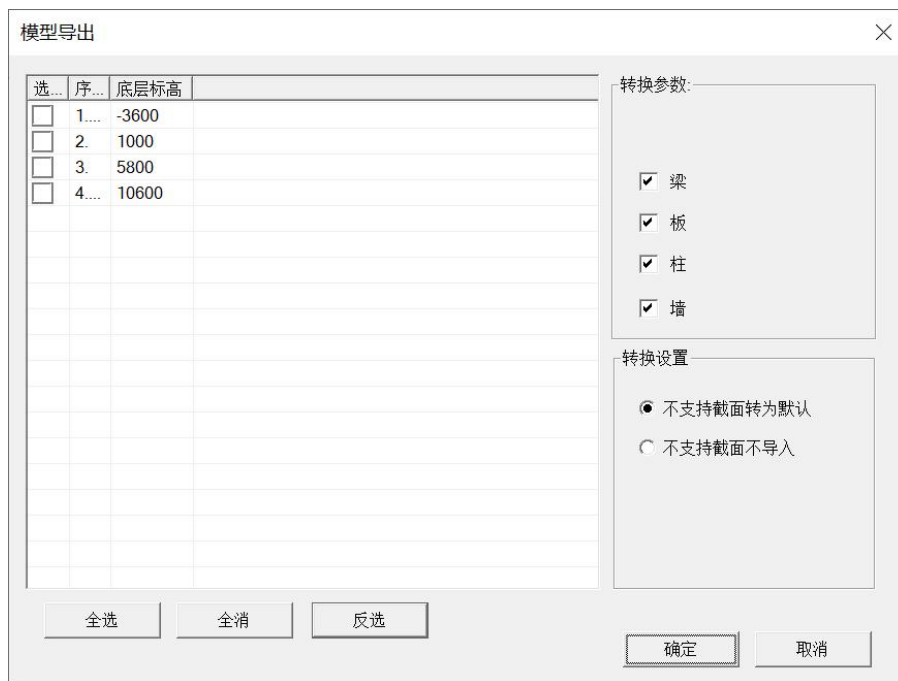 模型导出
选... 序... 底层标高
1.... -3600
2. 1000
3. 5800
4.... 10600
全选 全消 反选
转换参数:
梁
板
柱
墙
转换设置
不支持截面转为默认
不支持截面不导入
确定 取消